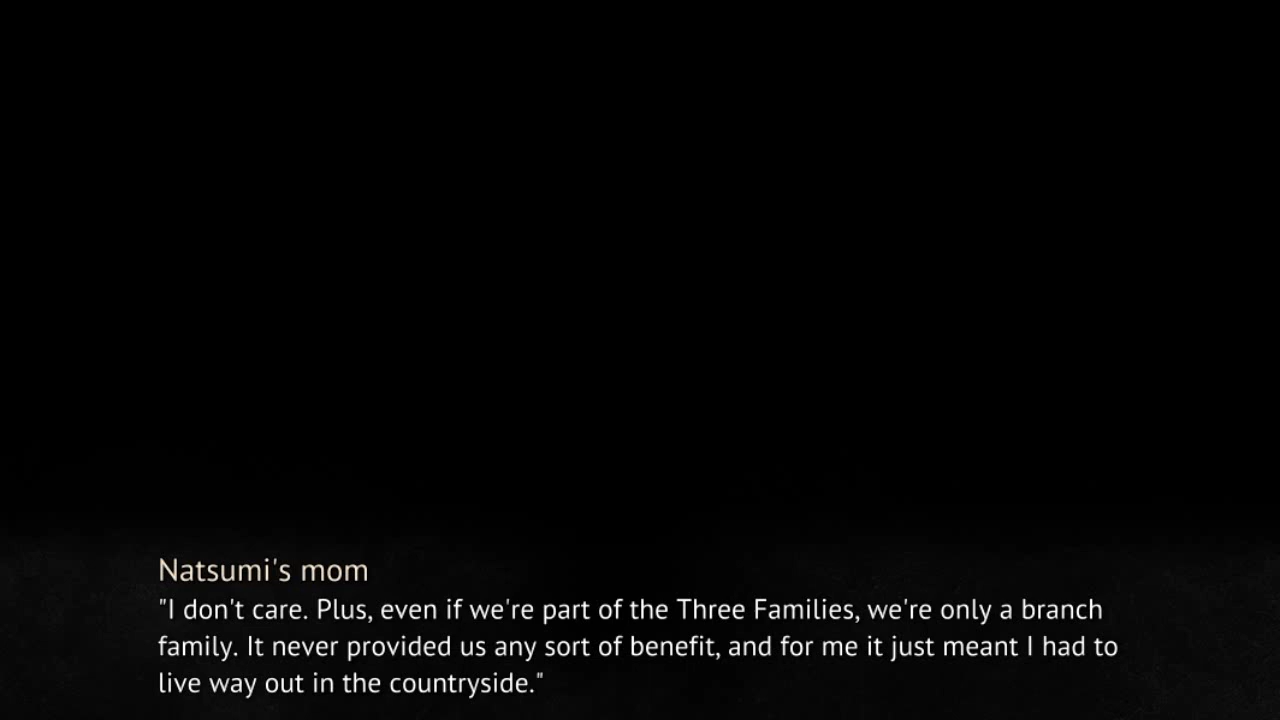 Natsumi's mom
"I don't care. Plus, even if we're part of the Three Families, we're only a branch
family. It never provided us any sort of benefit, and for me it just meant I had to
live way out in the countryside."